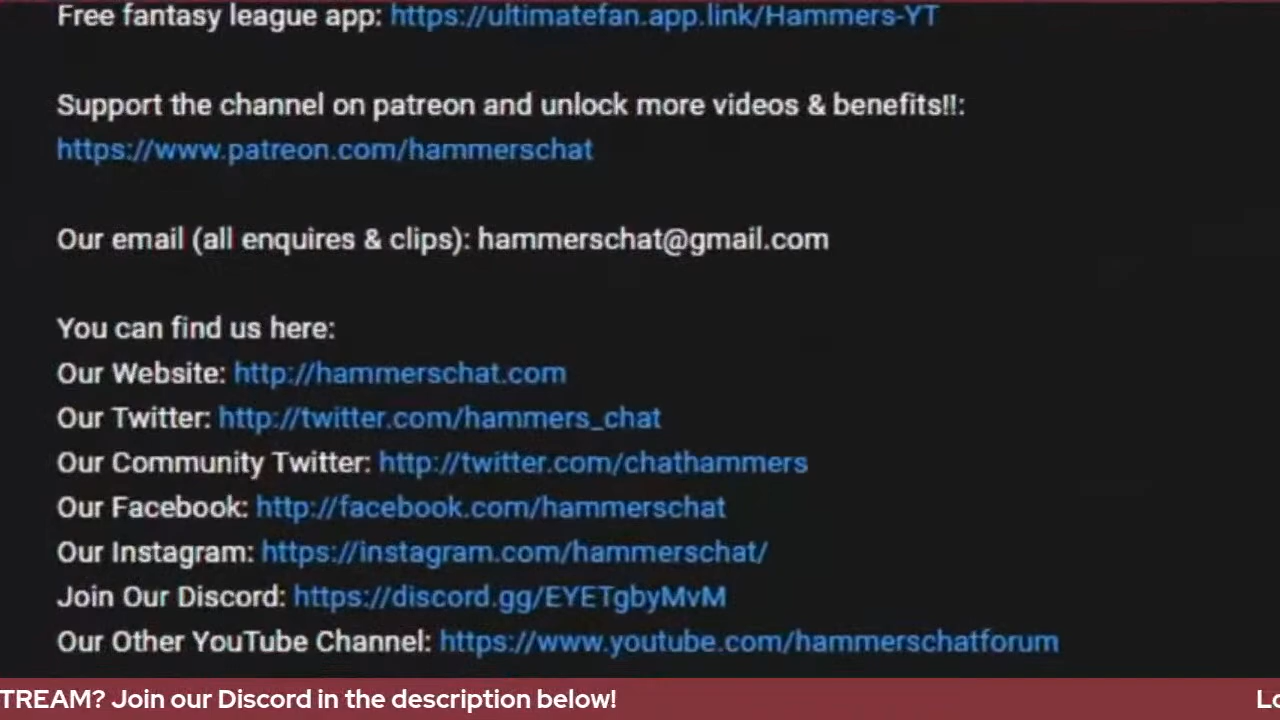 Free fantasy league app: https://ultimatefan.app.link/Hammers-YT
Support the channel on patreon and unlock more videos & benefits!!:
https://www.patreon.com/hammerschat
Our email (all enquires & clips): hammerschat@gmail.com
You can find us here:
Our Website: http://hammerschat.com
Our Twitter: http://twitter.com/hammers_chat
Our Community Twitter: http://twitter.com/chathammers
Our Facebook: http://facebook.com/hammerschat
Our Instagram: https://instagram.com/hammerschat/
Join Our Discord: https://discord.gg/EYETgbyMvM
Our Other YouTube Channel: https://www.youtube.com/hammerschatforum
TREAM? Join our Discord in the description below! Lo